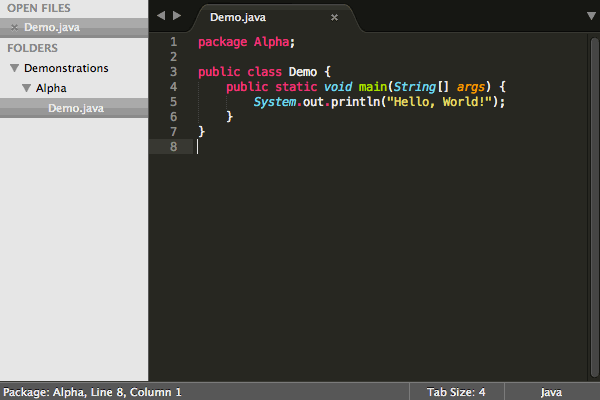 OPEN FILES
Demo.java
FOLDERS
Demonstrations
Alpha
Demo.java
Demo.java
1 package Alpha;
2
3 public class Demo {
4     public static void main(String[] args) {
5         System.out.println("Hello, World!");
6     }
7 }
8
Package: Alpha, Line 8, Column 1
Tab Size: 4
Java